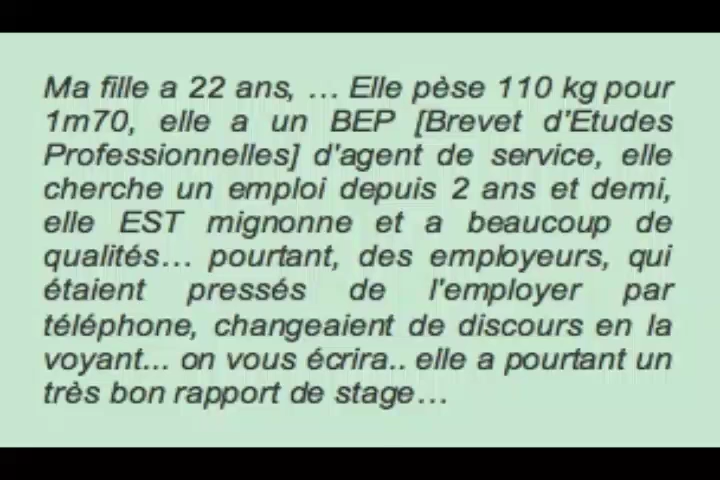 Ma fille a 22 ans, … Elle pèse 110 kg pour
1m70, elle a un BEP [Brevet d'Etudes
Professionnelles] d'agent de service, elle
cherche un emploi depuis 2 ans et demi,
elle EST mignonne et a beaucoup de
qualités… pourtant, des employeurs, qui
étaient pressés de l'employer par
téléphone, changeaient de discours en la
voyant... on vous écrira.. elle a pourtant un
très bon rapport de stage…